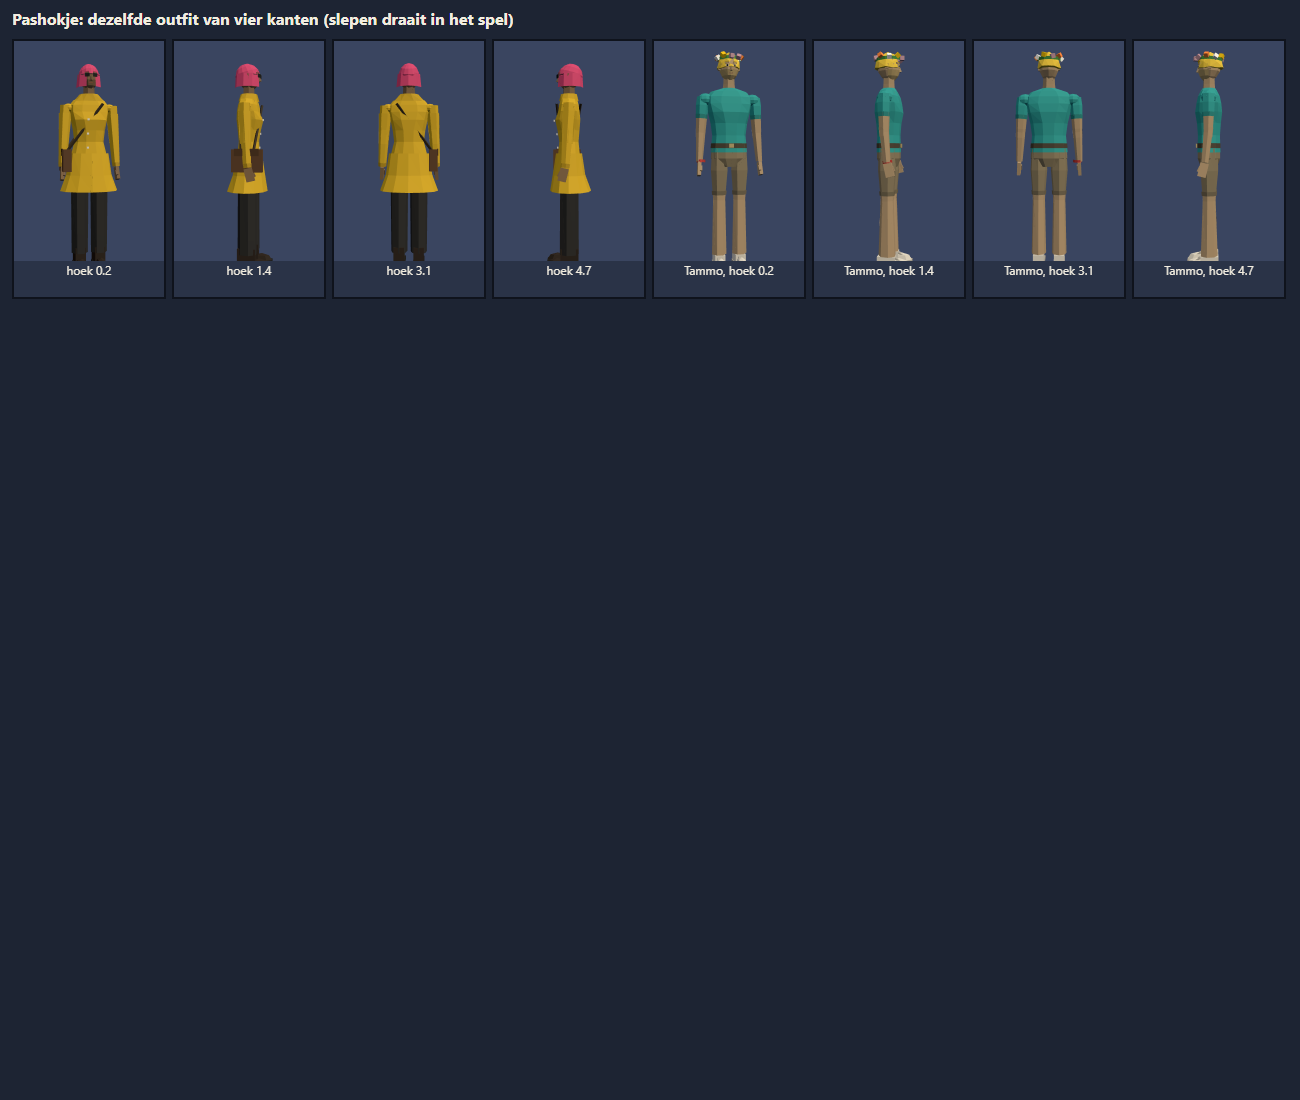 Pashokje: dezelfde outfit van vier kanten (slepen draait in het spel)
hoek 0.2
hoek 1.4
hoek 3.1
hoek 4.7
Tammo, hoek 0.2
Tammo, hoek 1.4
Tammo, hoek 3.1
Tammo, hoek 4.7